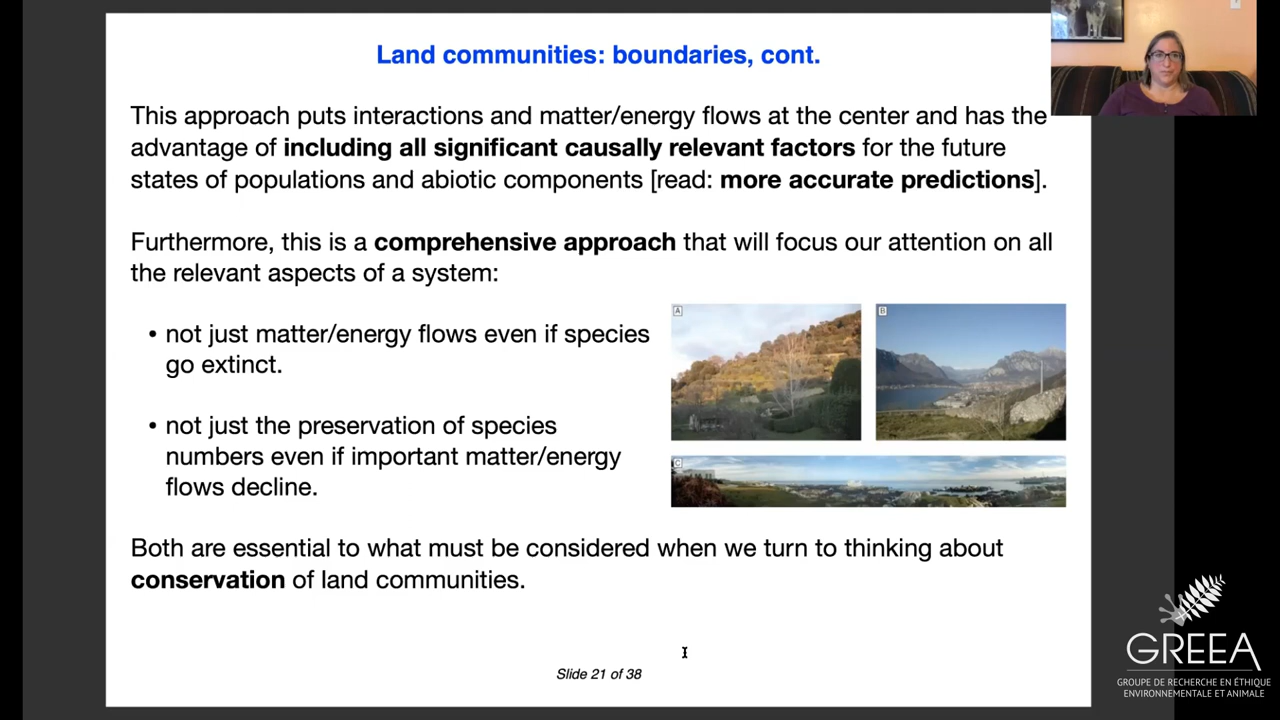 Land communities: boundaries, cont.
This approach puts interactions and matter/energy flows at the center and has the
advantage of including all significant causally relevant factors for the future
states of populations and abiotic components [read: more accurate predictions].
Furthermore, this is a comprehensive approach that will focus our attention on all
the relevant aspects of a system:
• not just matter/energy flows even if species
go extinct.
• not just the preservation of species
numbers even if important matter/energy
flows decline.
A
B
C
Both are essential to what must be considered when we turn to thinking about
conservation of land communities.
Slide 21 of 38
GREEA
GROUPE DE RECHERCHE EN ÉTHIQUE
ENVIRONNEMENTALE ET ANIMALE